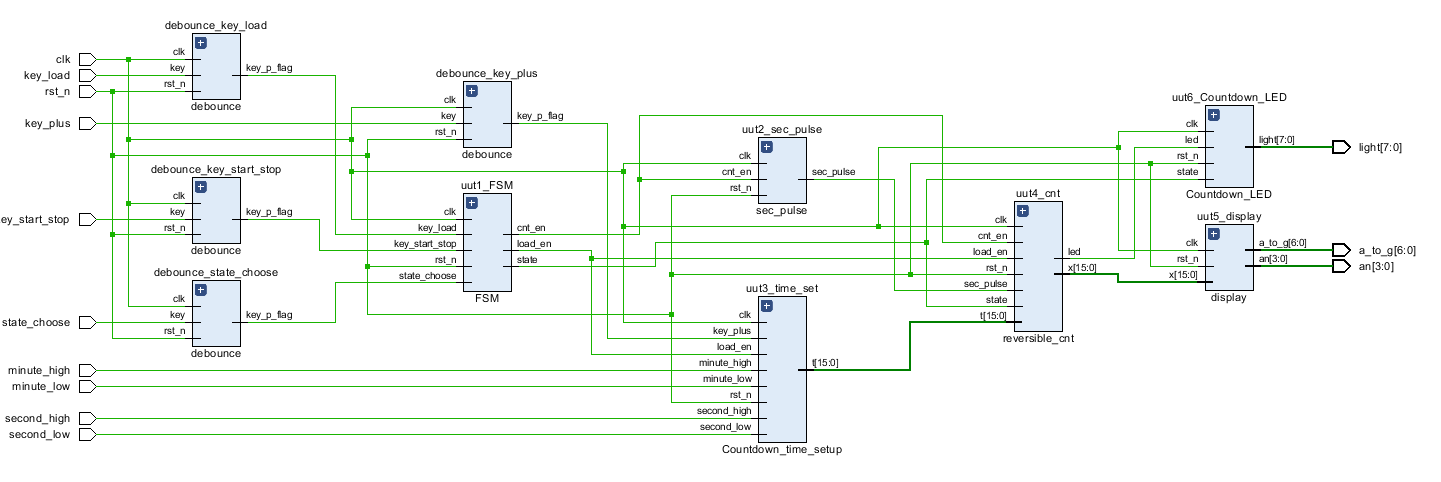 debounce_key_load
clk
key
rst_n
key_p_flag
debounce
clk
key_load
rst_n
key_plus
debounce_key_start_stop
clk
key
rst_n
key_p_flag
debounce
ey_start_stop
debounce_state_choose
clk
key
rst_n
key_p_flag
debounce
state_choose
minute_high
minute_low
second_high
second_low
debounce_key_plus
clk
key
rst_n
key_p_flag
debounce
uut1_FSM
clk
key_load
key_start_stop
rst_n
state_choose
cnt_en
load_en
state
FSM
uut2_sec_pulse
clk
cnt_en
rst_n
sec_pulse
sec_pulse
uut3_time_set
clk
key_plus
load_en
minute_high
minute_low
rst_n
second_high
second_low
t[15:0]
Countdown_time_setup
uut4_cnt
clk
cnt_en
load_en
rst_n
sec_pulse
state
t[15:0]
led
x[15:0]
reversible_cnt
uut6_Countdown_LED
clk
led
rst_n
state
light[7:0]
Countdown_LED
light[7:0]
uut5_display
clk
rst_n
x[15:0]
a_to_g[6:0]
an[3:0]
display
a_to_g[6:0]
an[3:0]